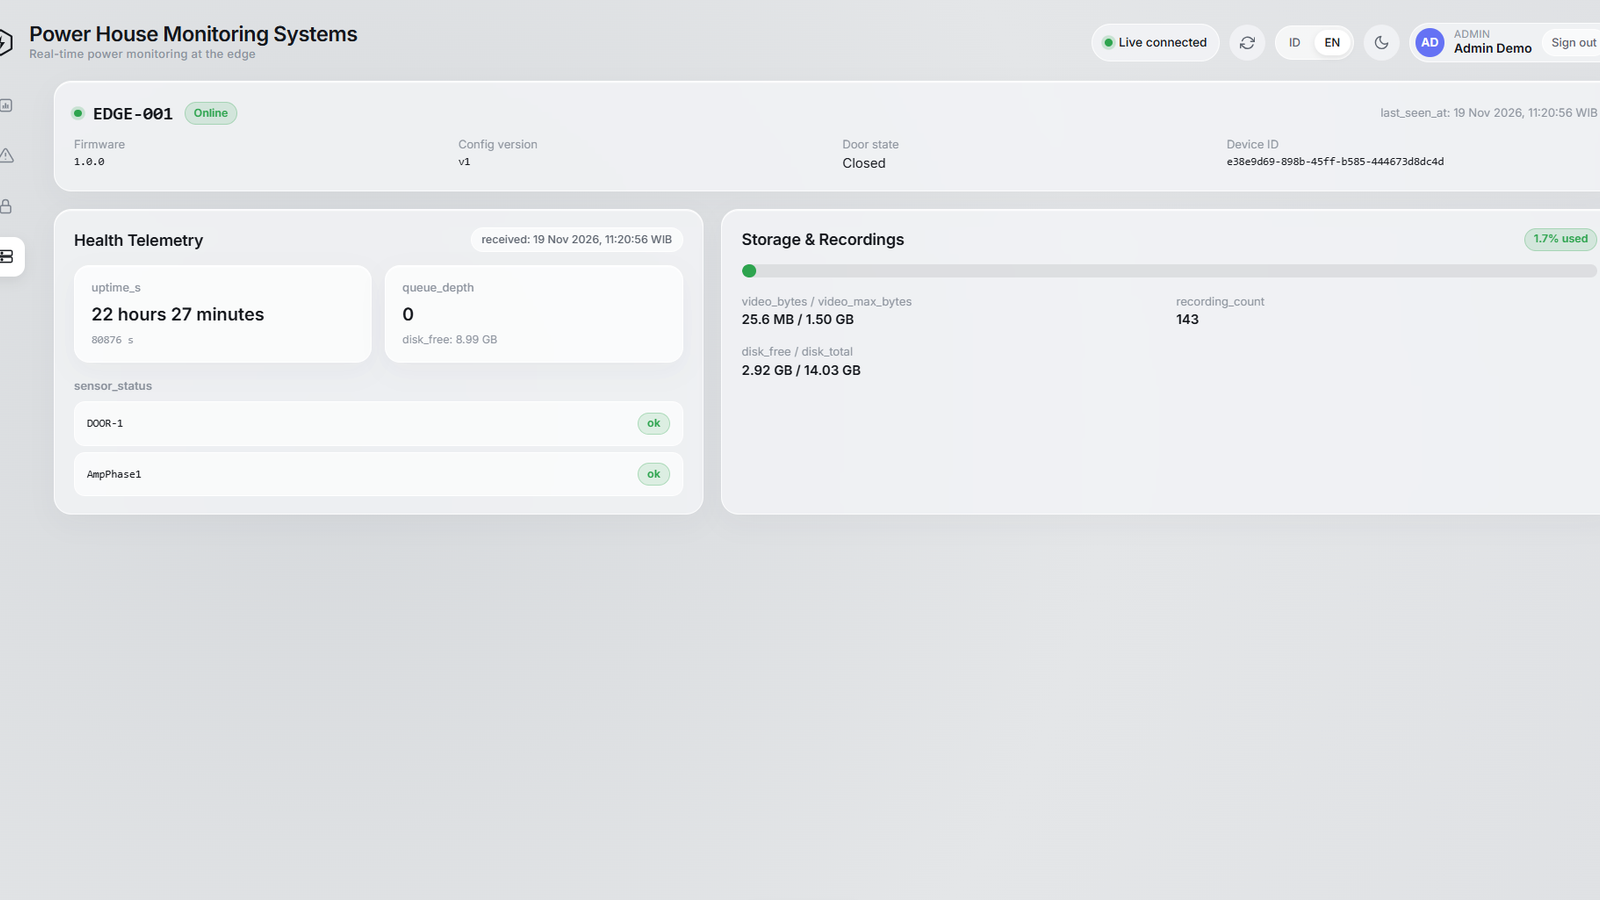 Power House Monitoring Systems
Real-time power monitoring at the edge
Live connected
ID EN
AD
ADMIN
Admin Demo
Sign out
EDGE-001 Online
last_seen_at: 19 Nov 2026, 11:20:56 WIB
Firmware
1.0.0
Config version
v1
Door state
Closed
Device ID
e38e9d69-898b-45ff-b585-444673d8dc4d
Health Telemetry
received: 19 Nov 2026, 11:20:56 WIB
uptime_s
22 hours 27 minutes
80876 s
queue_depth
0
disk_free: 8.99 GB
sensor_status
DOOR-1 ok
AmpPhase1 ok
Storage & Recordings
1.7% used
video_bytes / video_max_bytes
25.6 MB / 1.50 GB
recording_count
143
disk_free / disk_total
2.92 GB / 14.03 GB